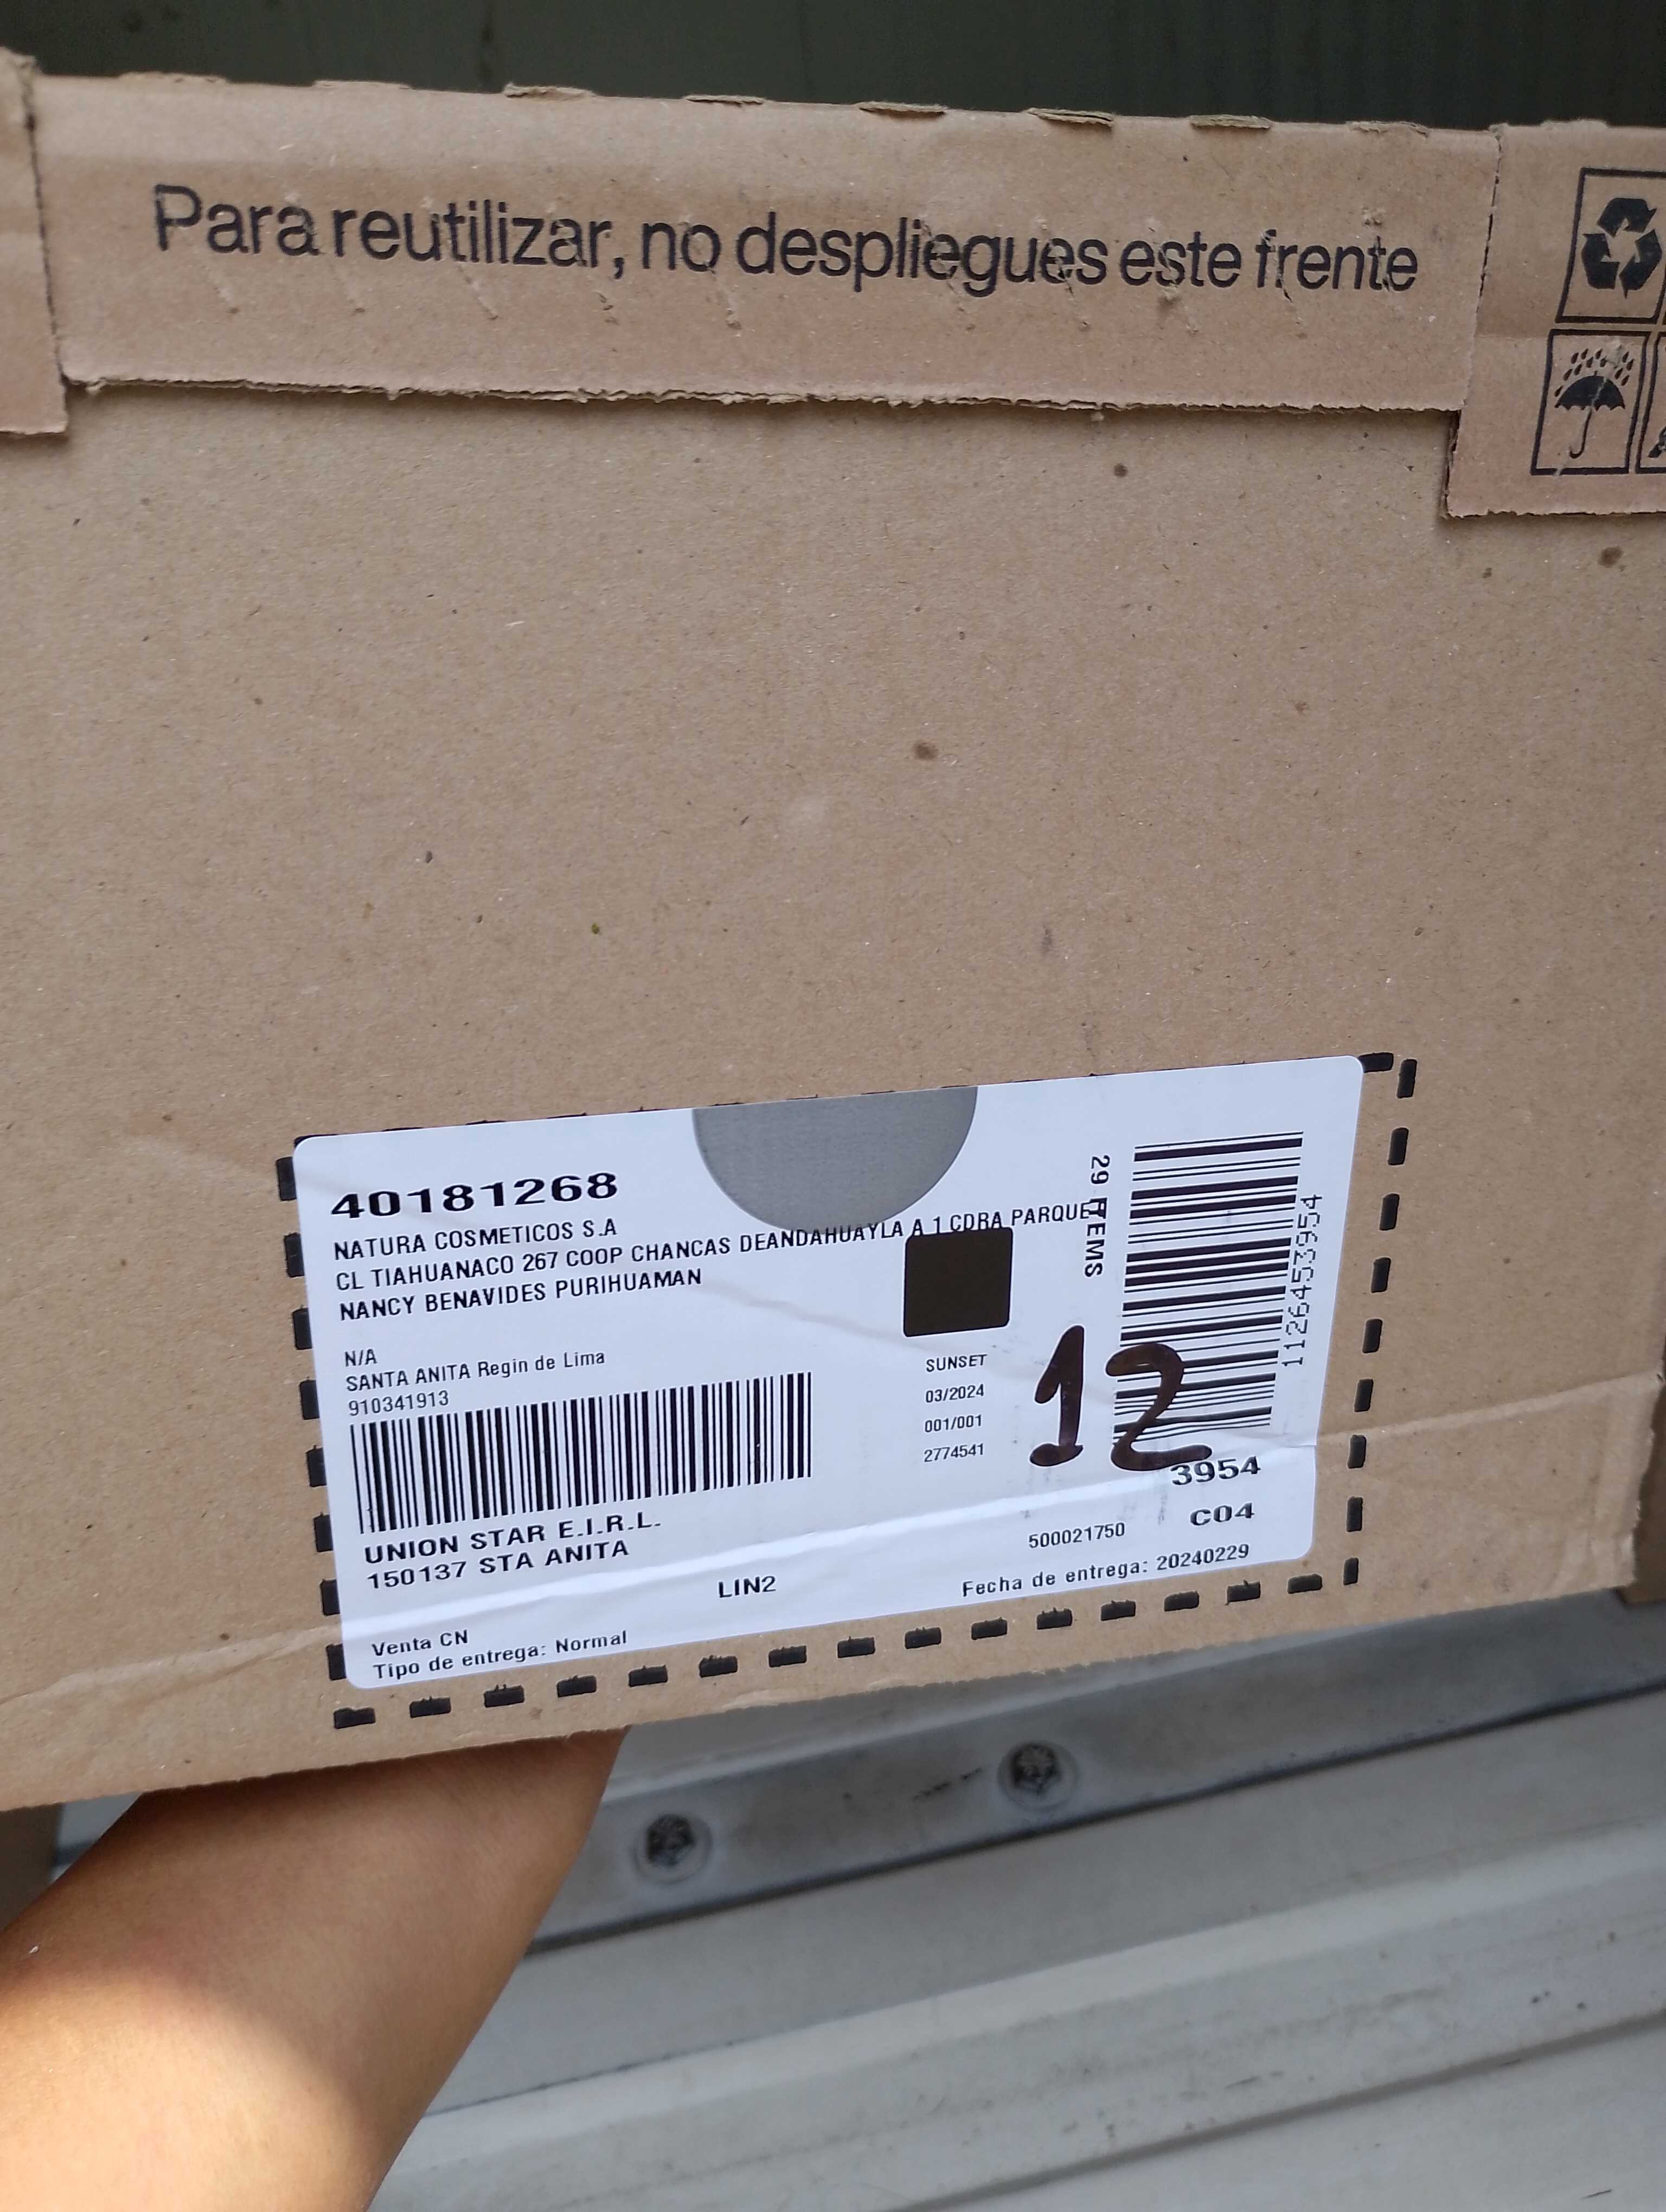 Para reutilizar, no despliegues este frente
40181268
NATURA COSMETICOS S.A
CL TIAHUANACO 267 COOP CHANCAS DEANDAHUAYLA A 1 CDRA PARQUE
NANCY BENAVIDES PURIHUAMAN
N/A
SANTA ANITA Regin de Lima
910341913
UNION STAR E.I.R.L.
150137 STA ANITA
LIN2
Venta CN
Tipo de entrega: Normal
SUNSET
03/2024
001/001
2774541
29 ITEMS
1126453954
12
3954
C04
500021750
Fecha de entrega: 20240229